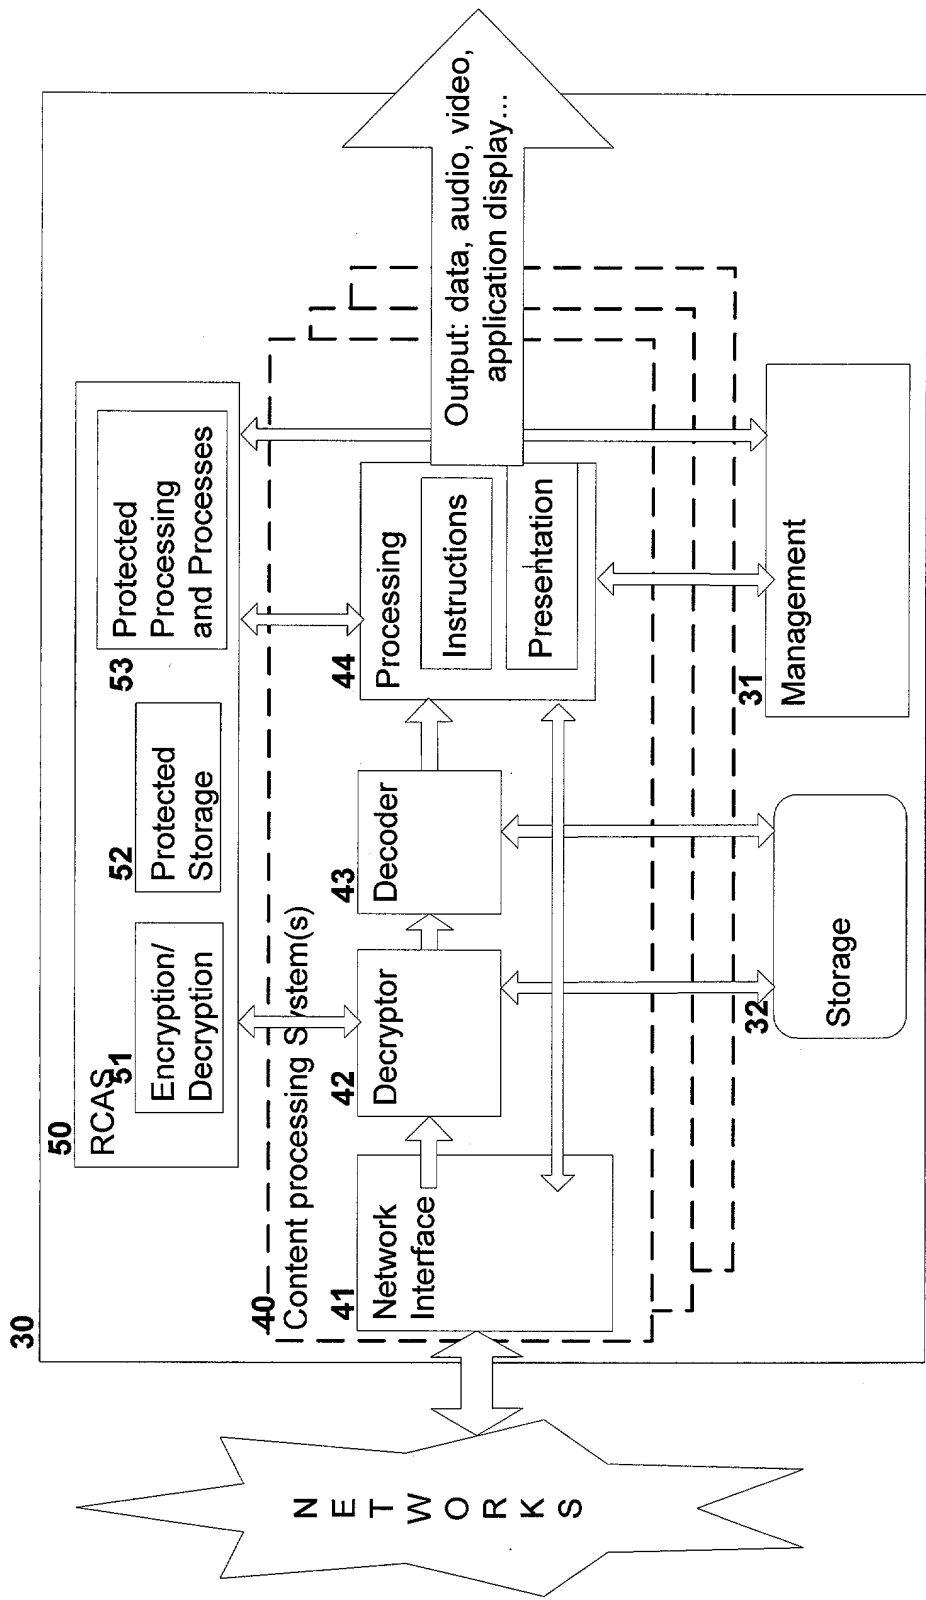 30
50
RCAS
51
Encryption/
Decryption
52
Protected
Storage
53
Protected
Processing
and Processes
40
Content processing System(s)
41
Network
Interface
42
Decryptor
43
Decoder
44
Processing
Instructions
Presentation
Output: data, audio, video,
application display...
NETWORKS
32
Storage
31
Management